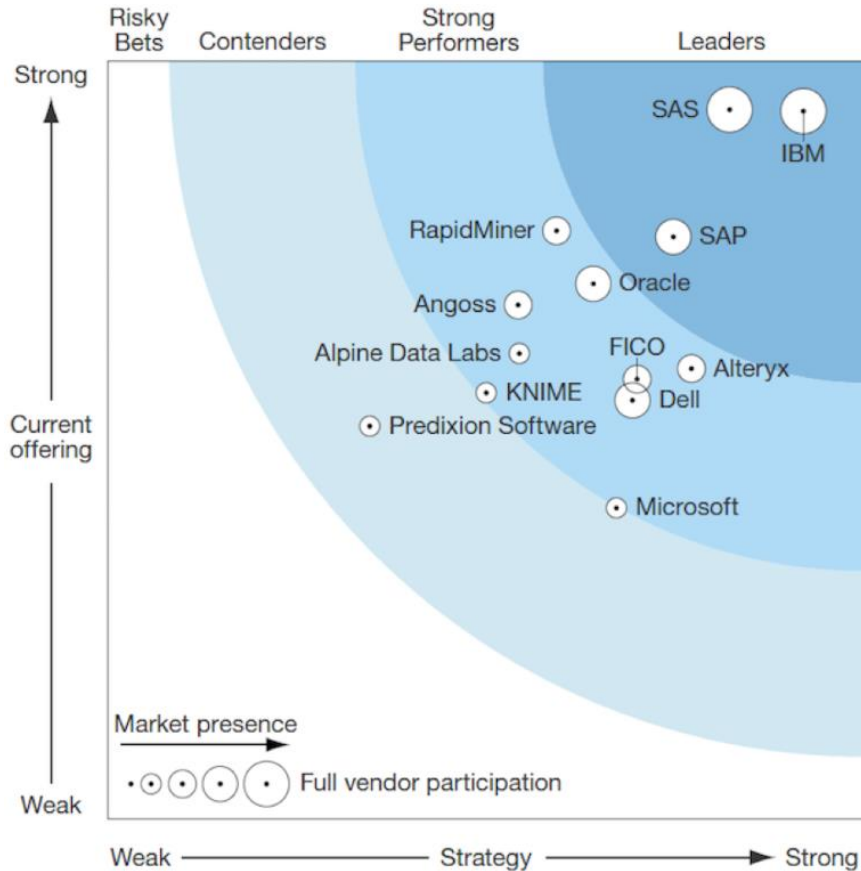 Risky
Bets
Contenders
Strong
Performers
Leaders
Strong
SAS
IBM
RapidMiner
SAP
Oracle
Angoss
FICO
Alpine Data Labs
Alteryx
KNIME
Dell
Current
offering
Predixion Software
Microsoft
Market presence
Full vendor participation
Weak
Weak
Strategy
Strong